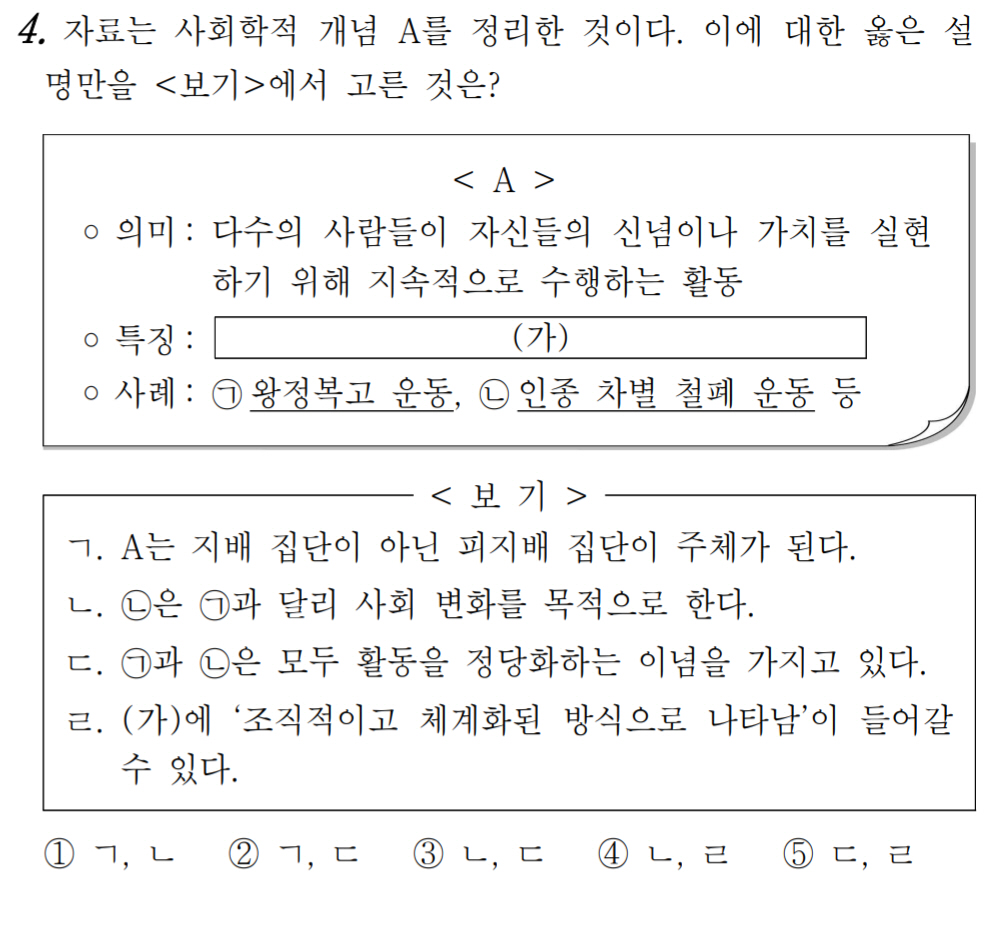 4. 자료는 사회학적 개념 A를 정리한 것이다. 이에 대한 옳은 설
명만을 <보기>에서 고른 것은?
< A >
○ 의미 : 다수의 사람들이 자신들의 신념이나 가치를 실현
하기 위해 지속적으로 수행하는 활동
○ 특징 : (가)
○ 사례 : ㉠ 왕정복고 운동, ㉡ 인종 차별 철폐 운동 등
< 보 기 >
ㄱ. A는 지배 집단이 아닌 피지배 집단이 주체가 된다.
ㄴ. ㉡은 ㉠과 달리 사회 변화를 목적으로 한다.
ㄷ. ㉠과 ㉡은 모두 활동을 정당화하는 이념을 가지고 있다.
ㄹ. (가)에 ‘조직적이고 체계화된 방식으로 나타남’이 들어갈
수 있다.
① ㄱ, ㄴ ② ㄱ, ㄷ ③ ㄴ, ㄷ ④ ㄴ, ㄹ ⑤ ㄷ, ㄹ